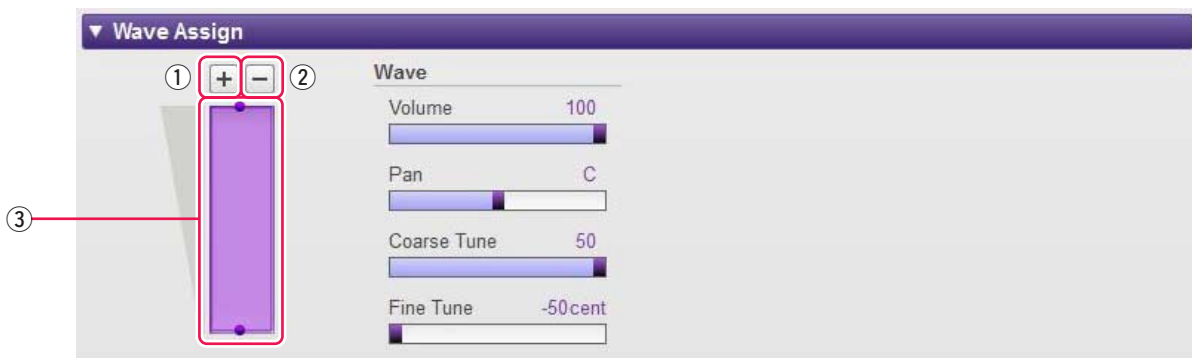 ▼ Wave Assign
① + − ②
Wave
Volume 100
Pan C
③
Coarse Tune 50
Fine Tune -50cent